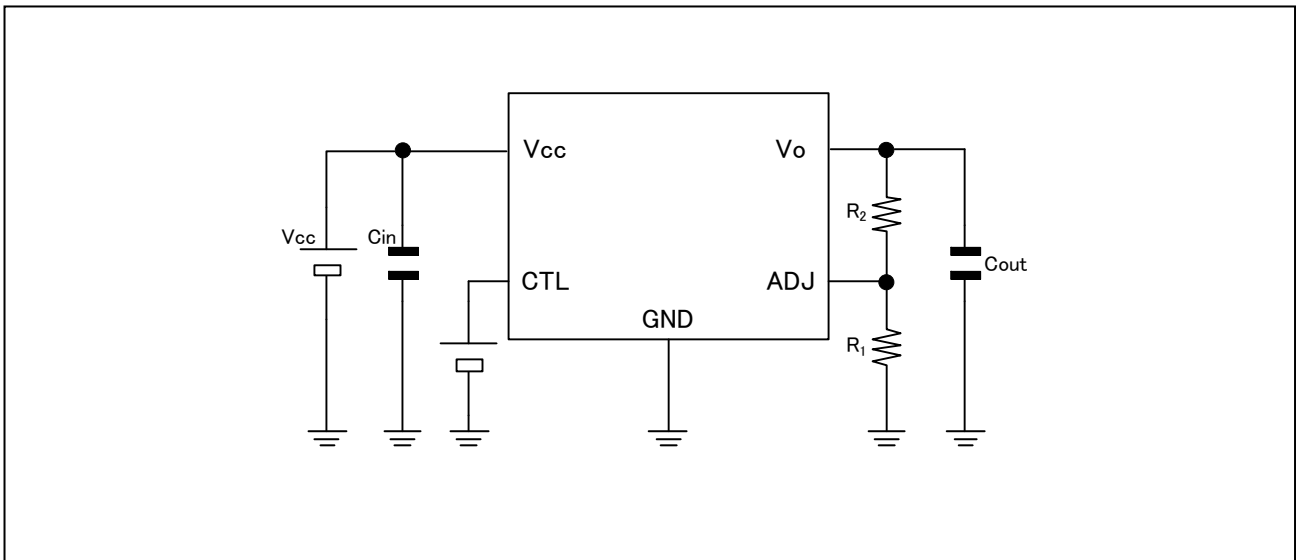 Vcc
Vo
R2
Vcc
Cin
Cout
CTL
ADJ
GND
R1